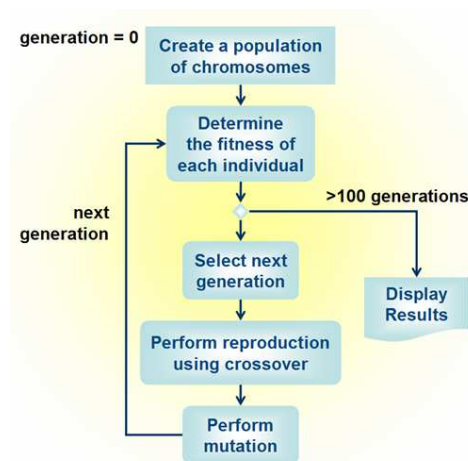 generation = 0
Create a population
of chromosomes
Determine
the fitness of
each individual
>100 generations
next
generation
Select next
generation
Display
Results
Perform reproduction
using crossover
Perform
mutation